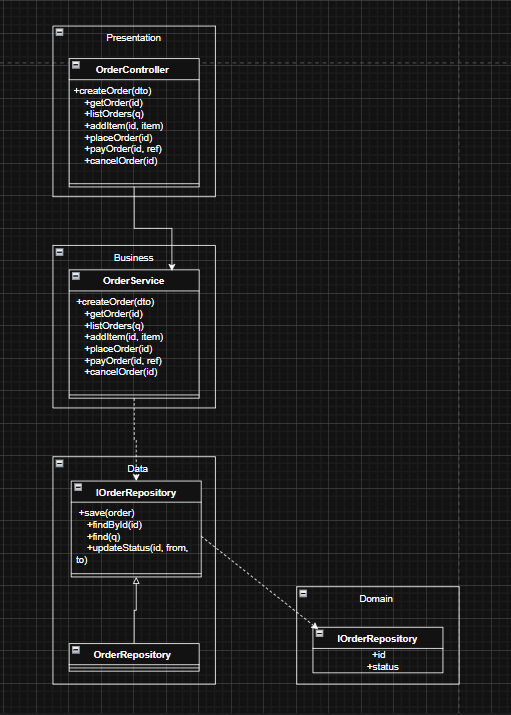 Presentation
OrderController
+createOrder(dto)
+getOrder(id)
+listOrders(q)
+addItem(id, item)
+placeOrder(id)
+payOrder(id, ref)
+cancelOrder(id)
Business
OrderService
+createOrder(dto)
+getOrder(id)
+listOrders(q)
+addItem(id, item)
+placeOrder(id)
+payOrder(id, ref)
+cancelOrder(id)
Data
IOrderRepository
+save(order)
+findById(id)
+find(q)
+updateStatus(id, from,
to)
OrderRepository
Domain
IOrderRepository
+id
+status